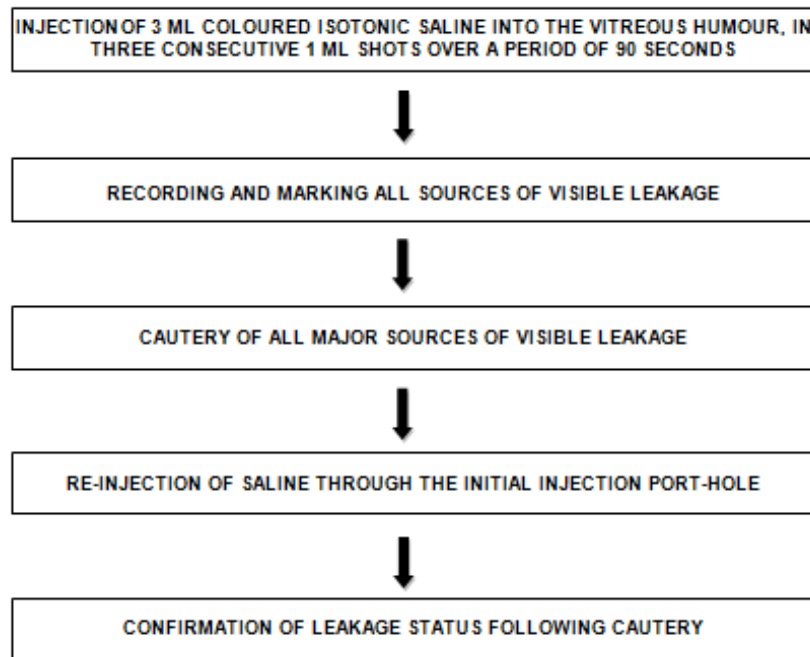 INJECTION OF 3 ML COLOURED ISOTONIC SALINE INTO THE VITREOUS HUMOUR, IN
THREE CONSECUTIVE 1 ML SHOTS OVER A PERIOD OF 90 SECONDS
RECORDING AND MARKING ALL SOURCES OF VISIBLE LEAKAGE
CAUTERY OF ALL MAJOR SOURCES OF VISIBLE LEAKAGE
RE-INJECTION OF SALINE THROUGH THE INITIAL INJECTION PORT-HOLE
CONFIRMATION OF LEAKAGE STATUS FOLLOWING CAUTERY